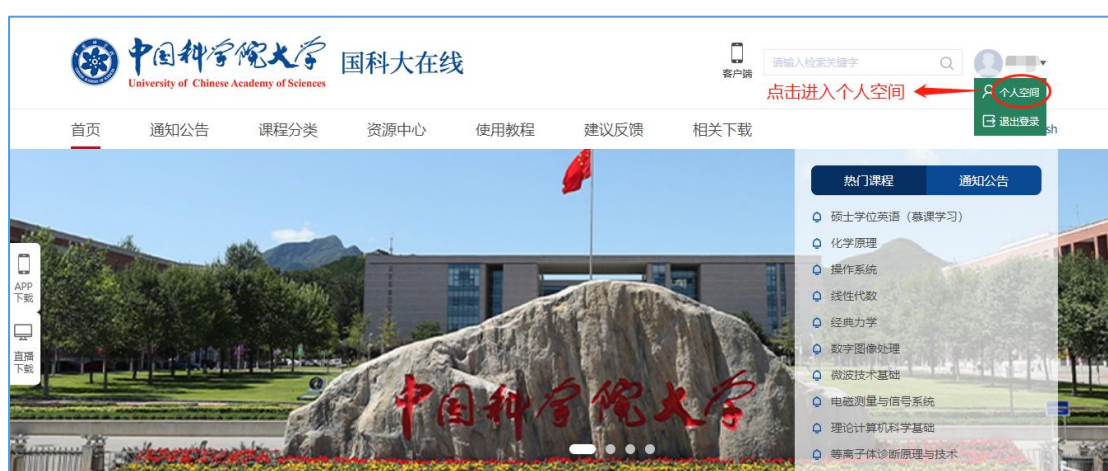 中国科学院大学
University of Chinese Academy of Sciences
国科大在线
客户端
请输入检索关键字
点击进入个人空间
个人空间
退出登录
首页
通知公告
课程分类
资源中心
使用教程
建议反馈
相关下载
sh
热门课程
通知公告
硕士学位英语（慕课学习）
化学原理
操作系统
线性代数
经典力学
数字图像处理
微波技术基础
电磁测量与信号系统
理论计算机科学基础
等离子体诊断原理与技术
APP
下载
直播
下载
中国科学院大学